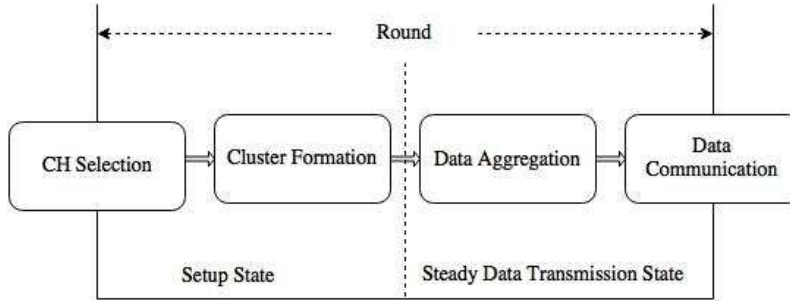 Round
CH Selection
Cluster Formation
Data Aggregation
Data
Communication
Setup State
Steady Data Transmission State